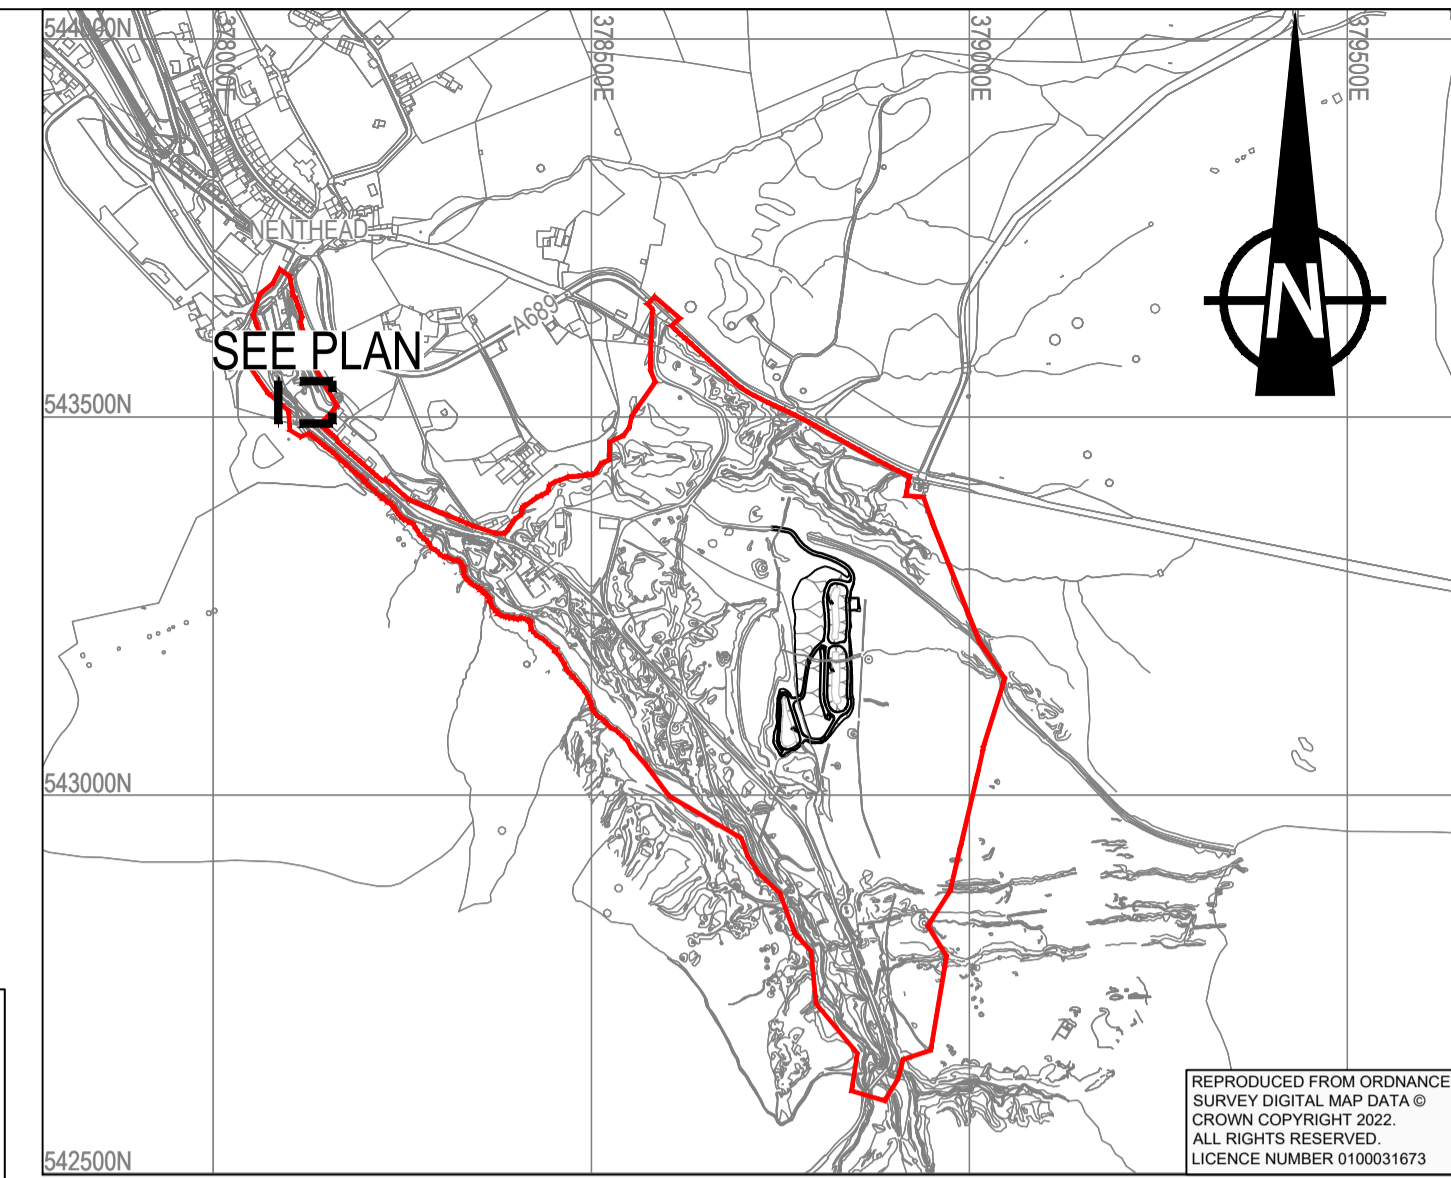 544000N
378000E
378500E
379000E
379500E
N
NENTHEAD
A689
SEE PLAN
543500N
543000N
542500N
REPRODUCED FROM ORDNANCE
SURVEY DIGITAL MAP DATA ©
CROWN COPYRIGHT 2022.
ALL RIGHTS RESERVED.
LICENCE NUMBER 0100031673